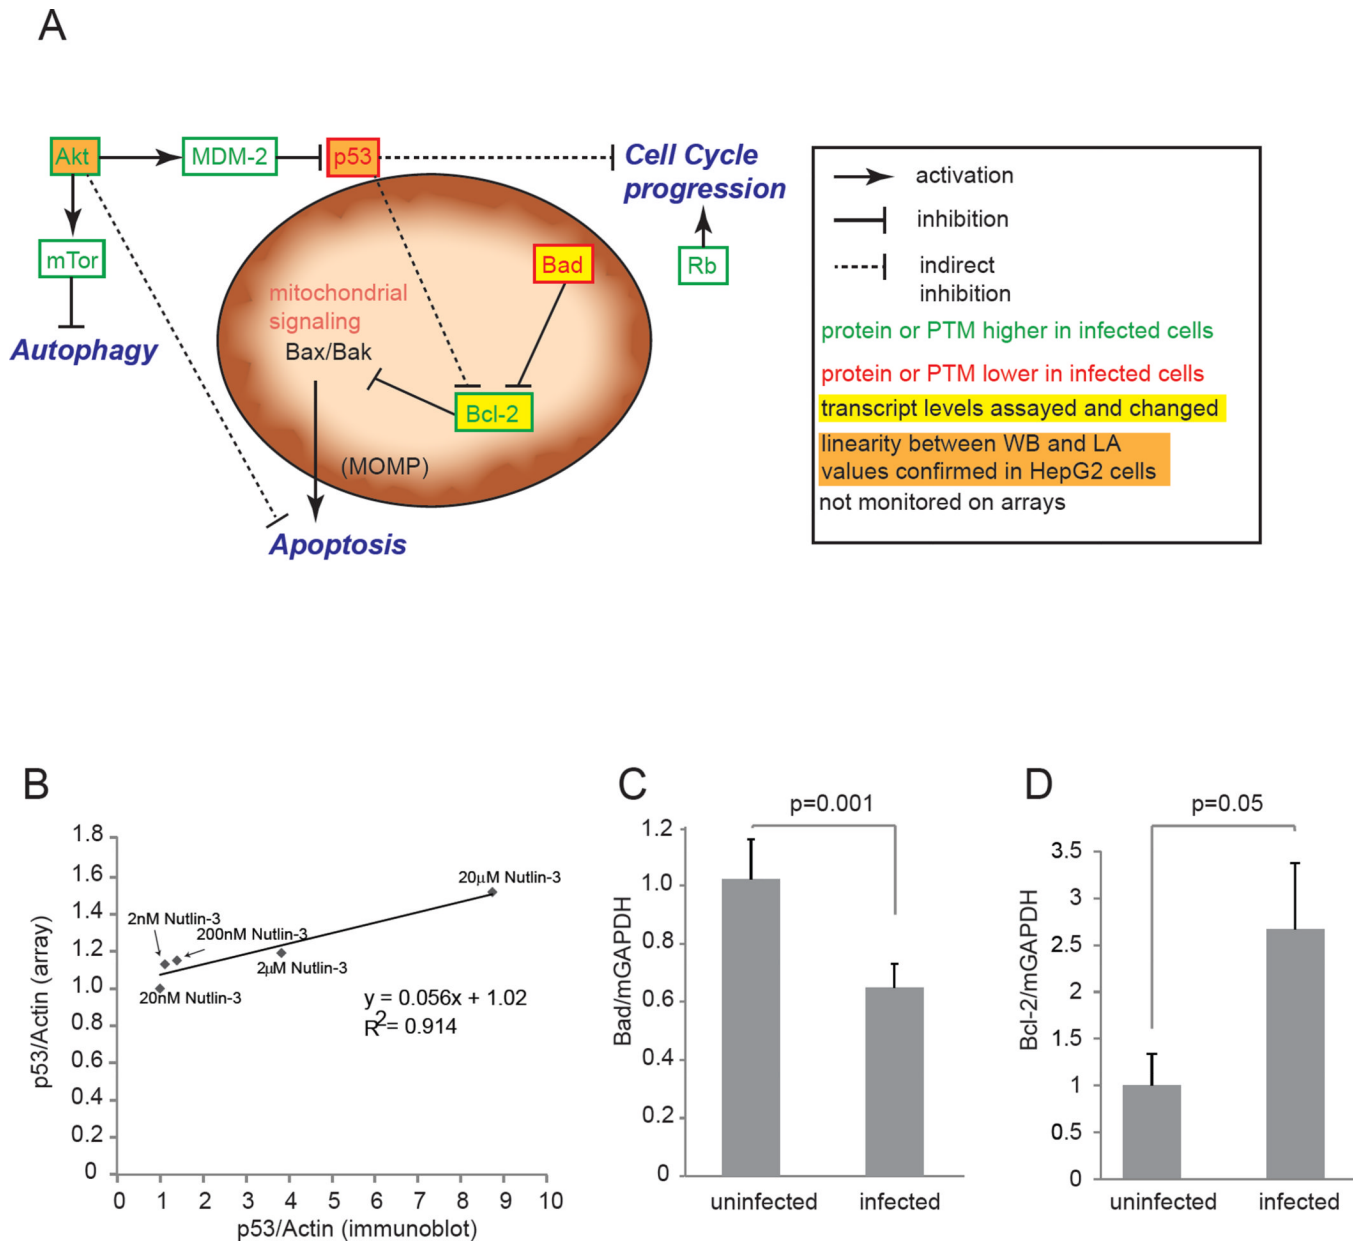 A
Akt
MDM-2
p53
Cell Cycle
progression
mTor
Bad
Rb
mitochondrial
signaling
Bax/Bak
Autophagy
Bcl-2
(MOMP)
Apoptosis
activation
inhibition
indirect
inhibition
protein or PTM higher in infected cells
protein or PTM lower in infected cells
transcript levels assayed and changed
linearity between WB and LA
values confirmed in HepG2 cells
not monitored on arrays
B
p53/Actin (array)
1.8
1.6
1.4
1.2
1.0
0.8
0.6
0.4
0.2
0
20µM Nutlin-3
2nM Nutlin-3
200nM Nutlin-3
2µM Nutlin-3
20nM Nutlin-3
y = 0.056x + 1.02
R2= 0.914
0 1 2 3 4 5 6 7 8 9 10
p53/Actin (immunoblot)
C
p=0.001
Bad/mGAPDH
1.2
1.0
0.8
0.6
0.4
0.2
0
uninfected infected
D
p=0.05
Bcl-2/mGAPDH
3.5
3
2.5
2
1.5
1
0.5
0
uninfected infected